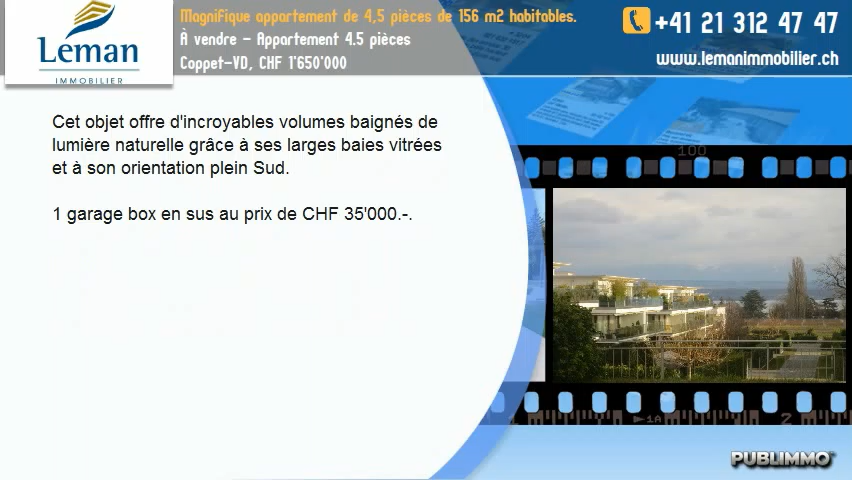 Leman
IMMOBILIER
Magnifique appartement de 4,5 pièces de 156 m2 habitables.
À vendre - Appartement 4.5 pièces
Coppet-VD, CHF 1'650'000
+41 21 312 47 47
www.lemanimmobilier.ch
Cet objet offre d'incroyables volumes baignés de
lumière naturelle grâce à ses larges baies vitrées
et à son orientation plein Sud.
1 garage box en sus au prix de CHF 35'000.-.
100
1A
2
PUBLIMMO